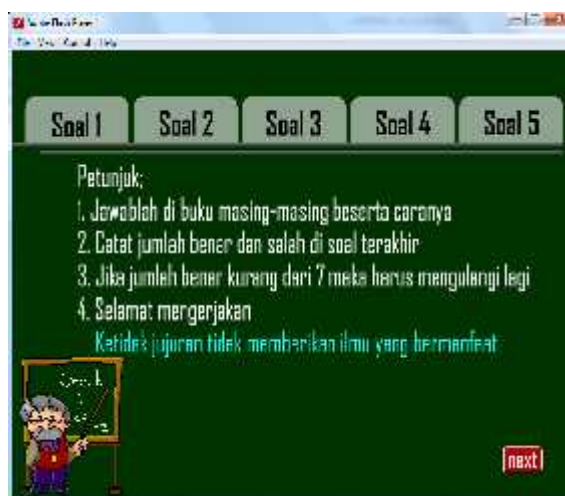 Soal 1 Soal 2 Soal 3 Soal 4 Soal 5
Petunjuk;
1. Jawablah di buku masing-masing beserta caranya
2. Catat jumlah benar dan salah di soal terakhir
3. Jika jumlah benar kurang dari 7 maka harus mengulangi lagi
4. Selamat mengerjakan
Ketidak jujuran tidak memberikan ilmu yang bermanfaat
next